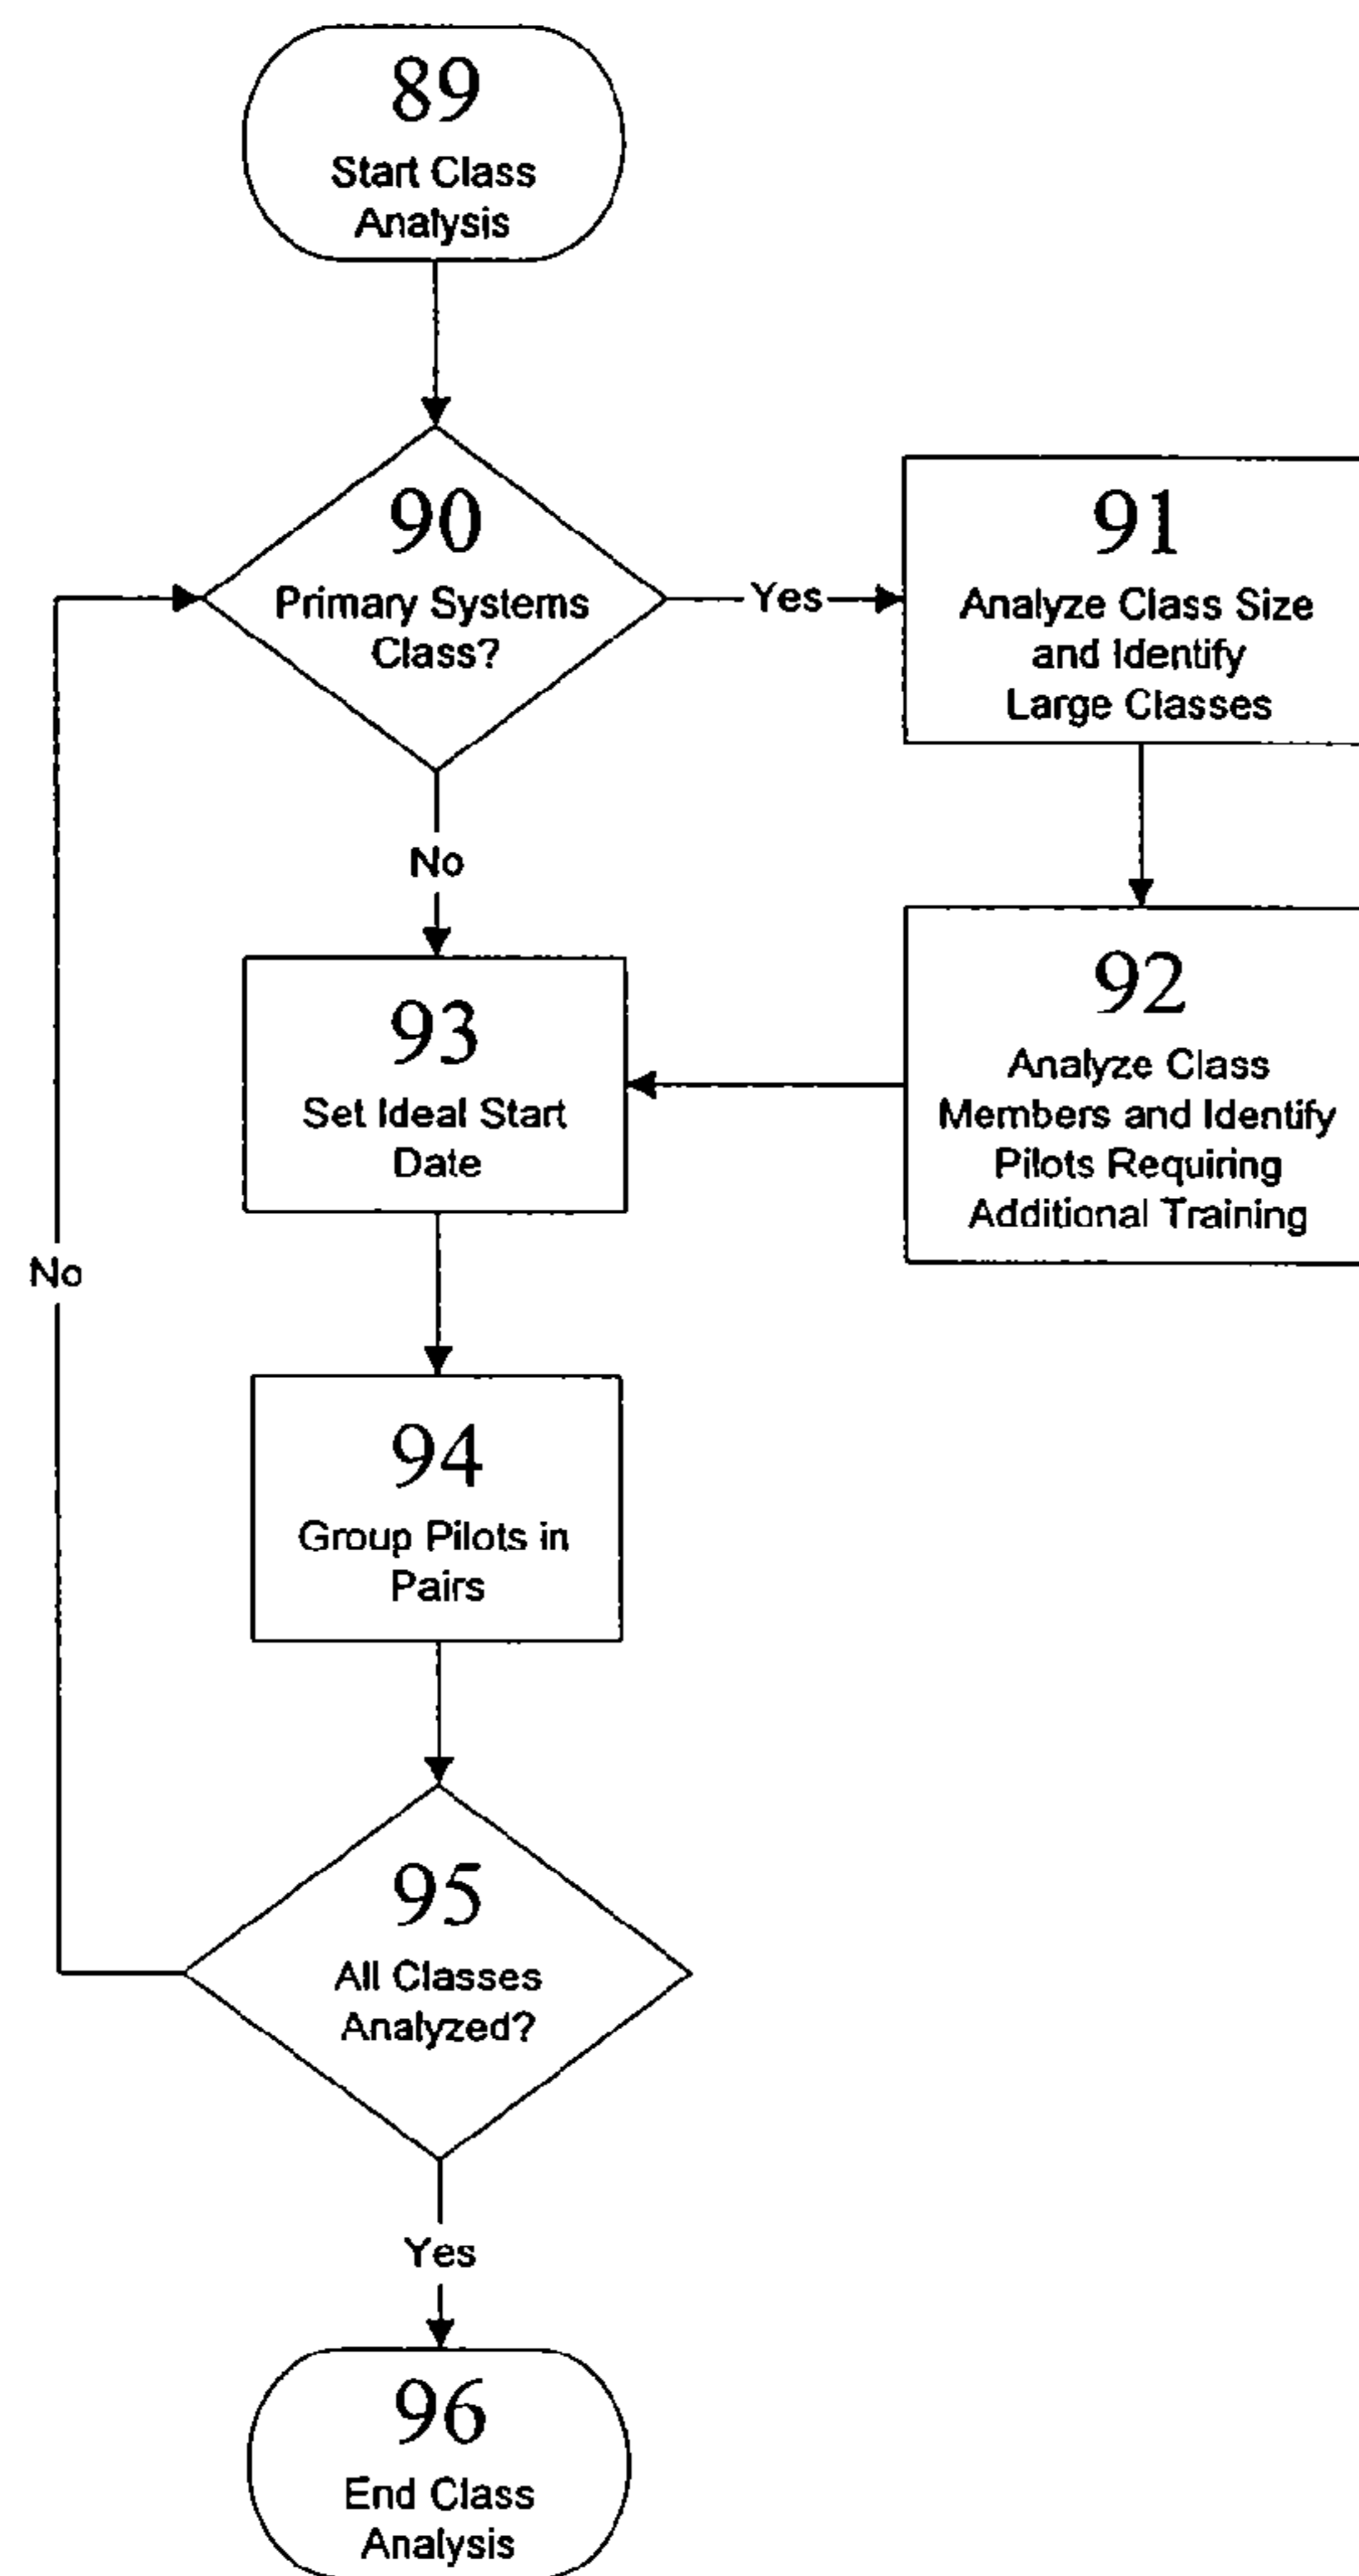 89
Start Class
Analysis
90
Primary Systems
Class?
Yes
91
Analyze Class Size
and Identify
Large Classes
No
92
Analyze Class
Members and Identify
Pilots Requiring
Additional Training
93
Set Ideal Start
Date
No
94
Group Pilots in
Pairs
95
All Classes
Analyzed?
Yes
96
End Class
Analysis